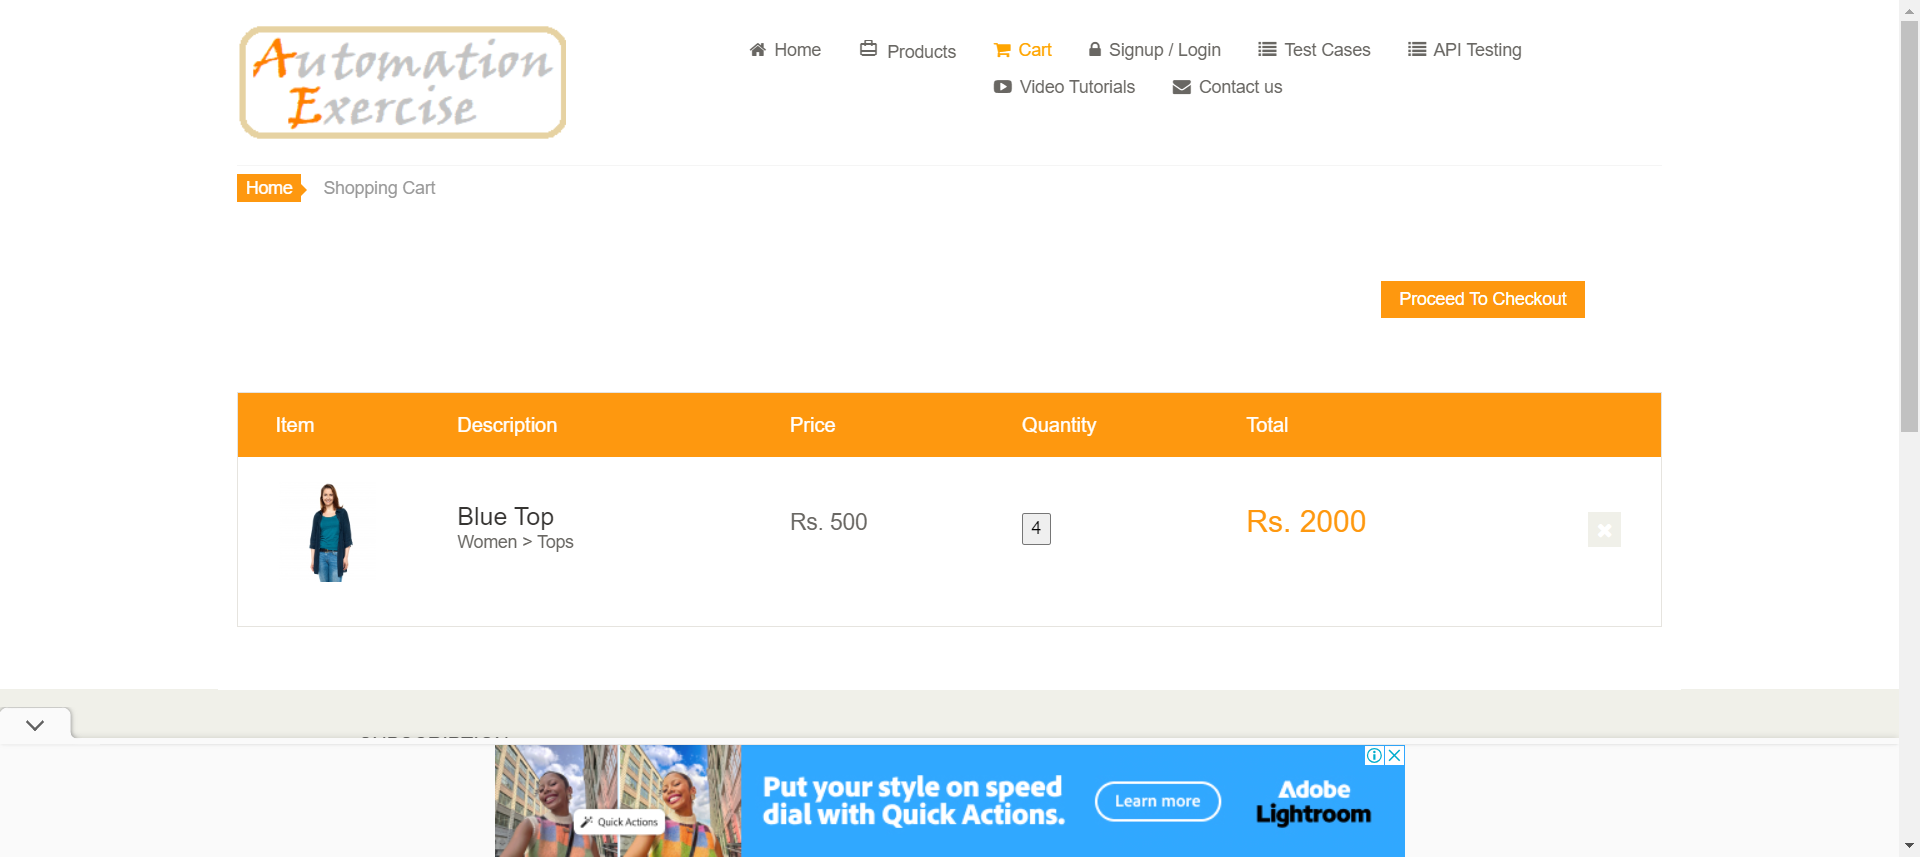 Automation
Exercise
Home
Products
Cart
Signup / Login
Test Cases
API Testing
Video Tutorials
Contact us
Home
Shopping Cart
Proceed To Checkout
Item Description Price Quantity Total
Blue Top
Women > Tops
Rs. 500
4
Rs. 2000
SUBSCRIPTION
Quick Actions
Put your style on speed
dial with Quick Actions.
Learn more
Adobe
Lightroom